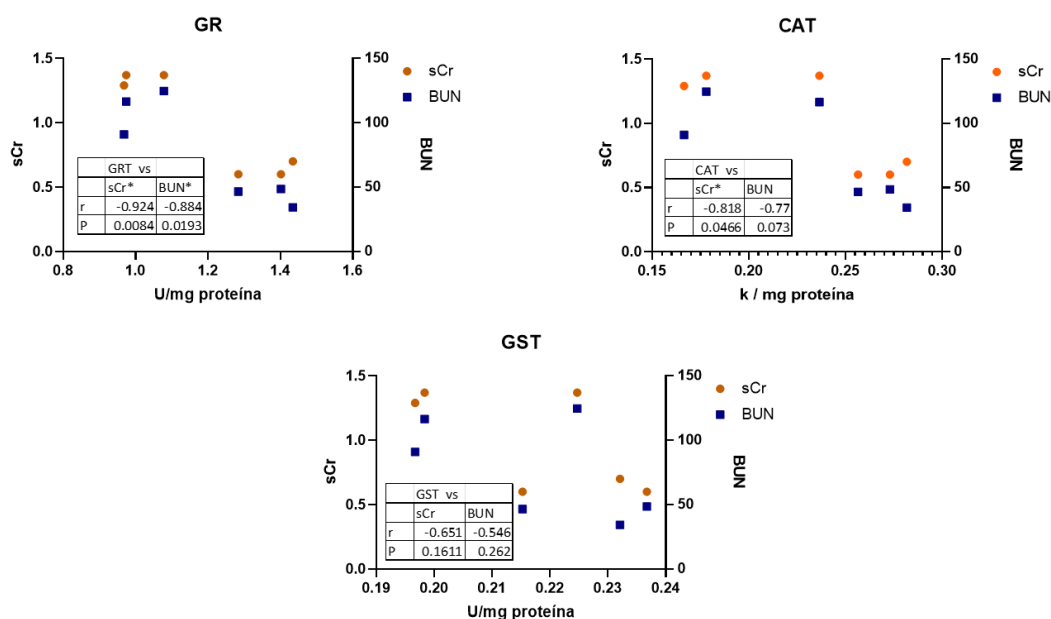 GR
1.5
1.0
0.5
0.0
sCr
150
100
50
0
BUN
sCr
BUN
GRT vs
sCr* BUN*
r -0.924 -0.884
P 0.0084 0.0193
0.8 1.0 1.2 1.4 1.6
U/mg proteína
CAT
1.5
1.0
0.5
0.0
sCr
150
100
50
0
BUN
sCr
BUN
CAT vs
sCr* BUN
r -0.818 -0.77
P 0.0466 0.073
0.15 0.20 0.25 0.30
k / mg proteína
GST
1.5
1.0
0.5
0.0
sCr
150
100
50
0
BUN
sCr
BUN
GST vs
sCr BUN
r -0.651 -0.546
P 0.1611 0.262
0.19 0.20 0.21 0.22 0.23 0.24
U/mg proteína